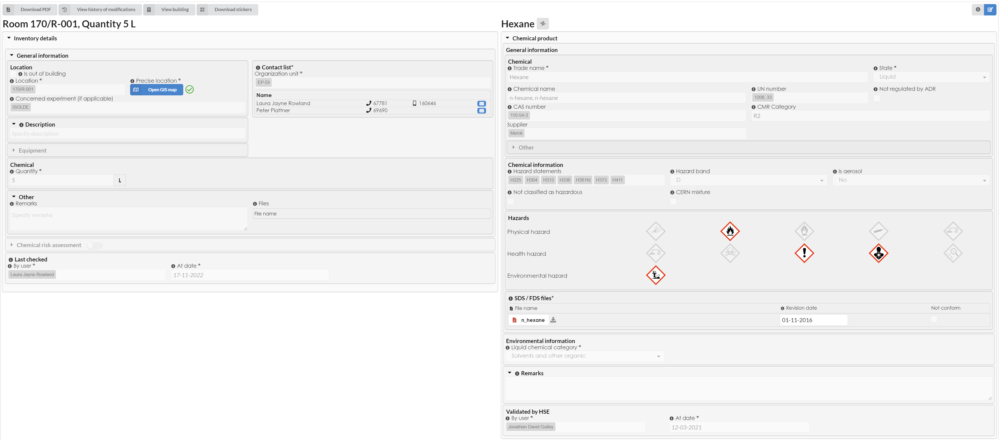 Download PDF
View history of modifications
View building
Download stickers
Room 170/R-001, Quantity 5 L
Inventory details
General information
Location
Is out of building
Location *
Precise location *
170/R-001
Open GIS map
Concerned experiment (if applicable)
ISOLDE
Contact list*
Organization unit *
EP-DI
Name
Laura Jayne Rowland 67781 160646
Peter Plattner 69690
Description
Specify description
Equipment
Chemical
Quantity *
5 L
Other
Remarks
Specify remarks
Files
File name
Chemical risk assessment
Last checked
By user *
At date *
Laura Jayne Rowland
17-11-2022
Hexane
Chemical product
General information
Chemical
Trade name *
State *
Hexane
Liquid
Chemical name
UN number
Not regulated by ADR
n-hexane, n-hexane
1208, 33
CAS number
CMR Category
110-54-3
R2
Supplier
Merck
Other
Chemical information
Hazard statements
Hazard band
Is aerosol
H225 H304 H315 H336 H361fd H373 H411
D
No
Not classified as hazardous
CERN mixture
Hazards
Physical hazard
Health hazard
Environmental hazard
SDS / FDS files*
File name
Revision date
Not conform
n_hexane
01-11-2016
Environmental information
Liquid chemical category *
Solvents and other organic
Remarks
Validated by HSE
By user *
At date *
Jonathan David Gulley
12-03-2021